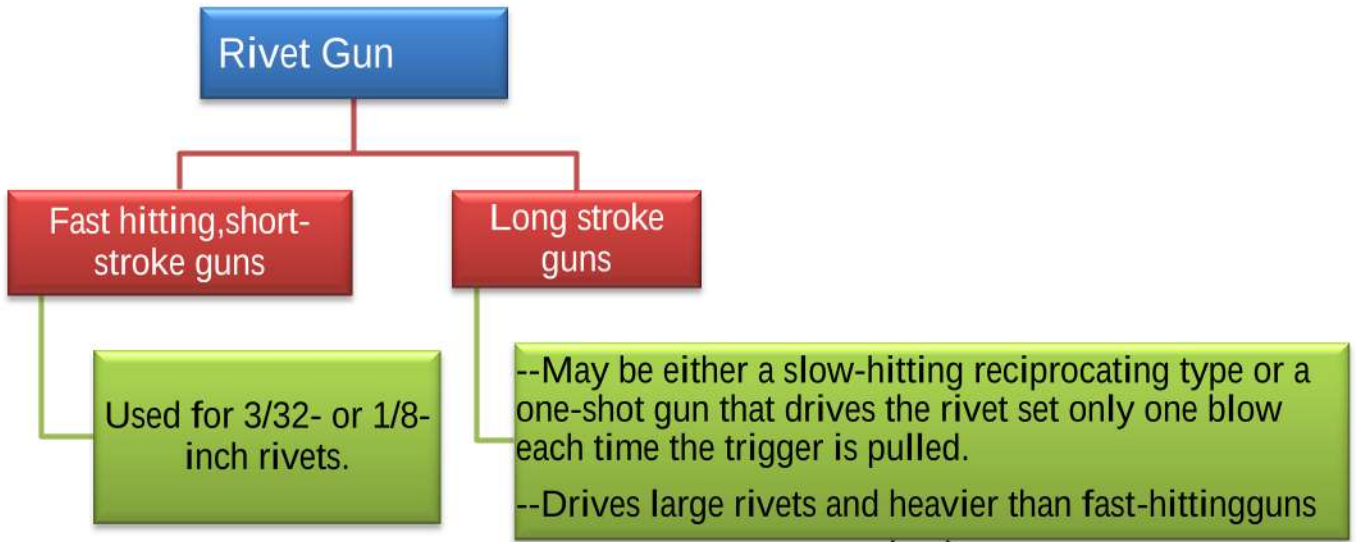 Rivet Gun
Fast hitting,short-
stroke guns
Long stroke
guns
Used for 3/32- or 1/8-
inch rivets.
--May be either a slow-hitting reciprocating type or a
one-shot gun that drives the rivet set only one blow
each time the trigger is pulled.
--Drives large rivets and heavier than fast-hittingguns